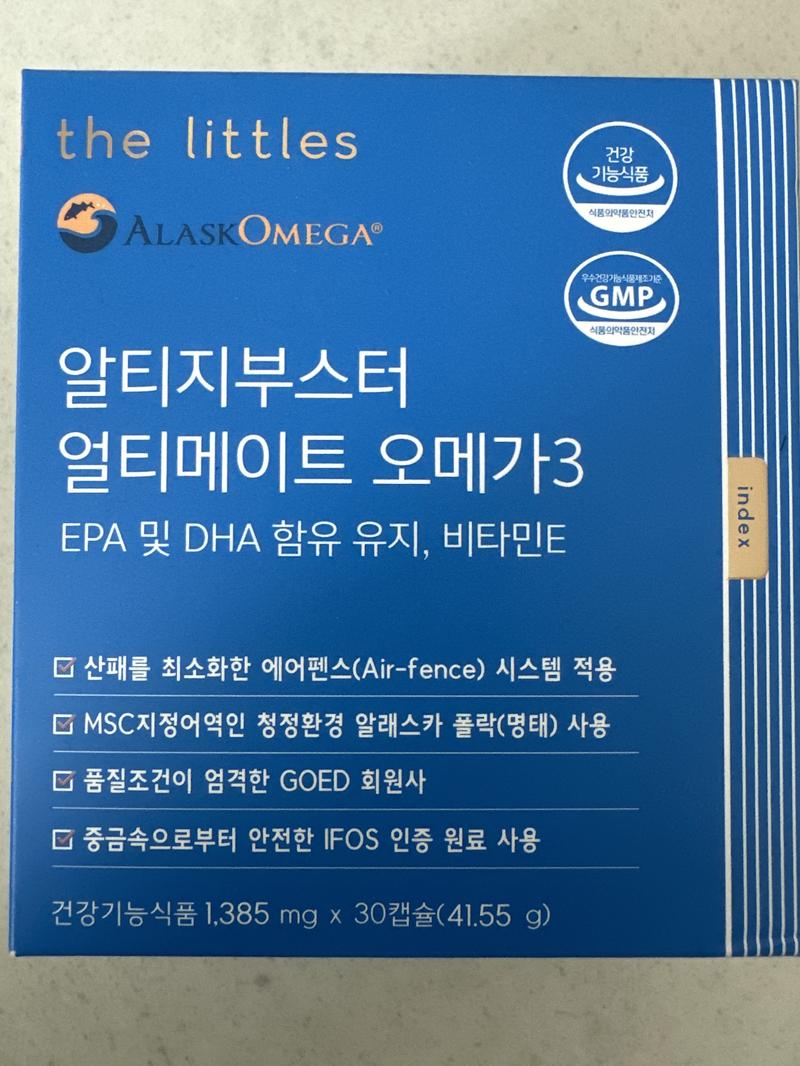 the littles
ALASKOMEGA®
건강
기능식품
식품의약품안전처
우수건강기능식품제조기준
GMP
식품의약품안전처
알티지부스터
얼티메이트 오메가3
EPA 및 DHA 함유 유지, 비타민E
index
산패를 최소화한 에어펜스(Air-fence) 시스템 적용
MSC지정어역인 청정환경 알래스카 폴락(명태) 사용
품질조건이 엄격한 GOED 회원사
중금속으로부터 안전한 IFOS 인증 원료 사용
건강기능식품 1,385 mg x 30캡슐(41.55 g)